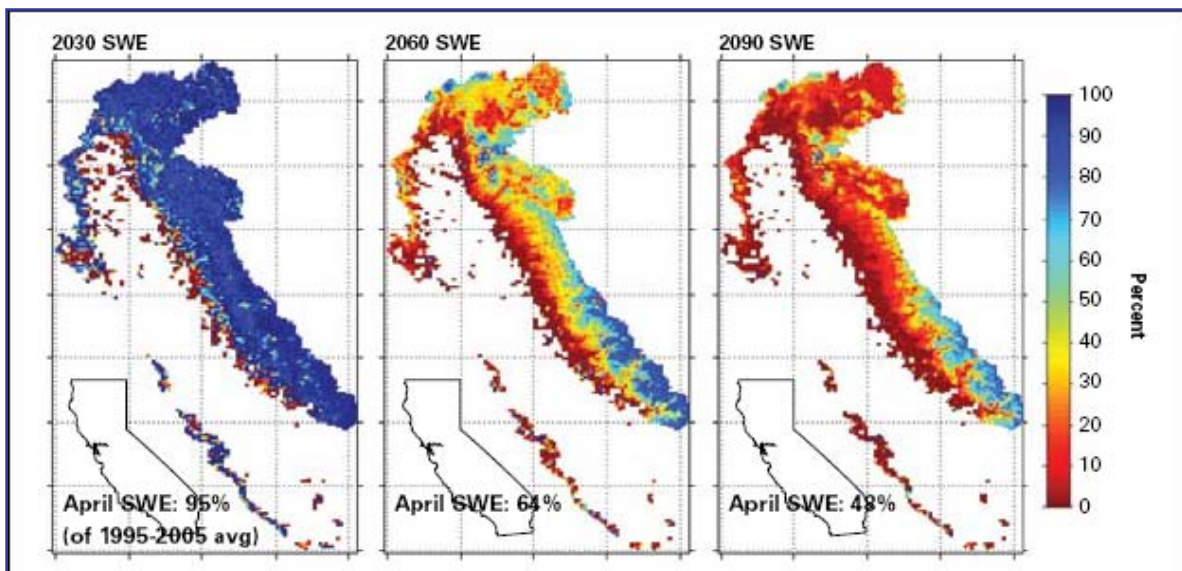 2030 SWE
2060 SWE
2090 SWE
April SWE: 95%
(of 1995-2005 avg)
April SWE: 64%
April SWE: 48%
100
90
80
70
60
50
40
30
20
10
0
Percent